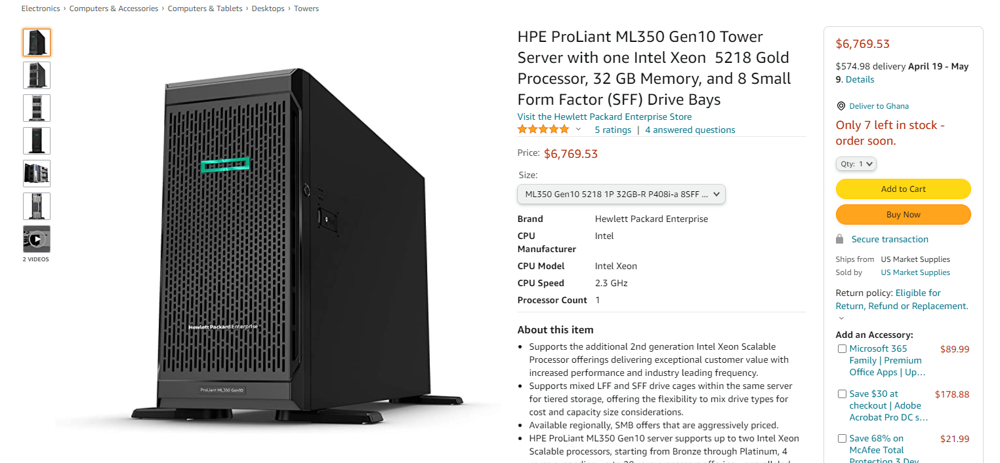 Electronics › Computers & Accessories › Computers & Tablets › Desktops › Towers
2 VIDEOS
Hewlett Packard Enterprise
ProLiant ML350 Gen10
HPE ProLiant ML350 Gen10 Tower
Server with one Intel Xeon 5218 Gold
Processor, 32 GB Memory, and 8 Small
Form Factor (SFF) Drive Bays
Visit the Hewlett Packard Enterprise Store
5 ratings | 4 answered questions
Price: $6,769.53
Size:
ML350 Gen10 5218 1P 32GB-R P408i-a 8SFF ...
Brand Hewlett Packard Enterprise
CPU Intel
Manufacturer
CPU Model Intel Xeon
CPU Speed 2.3 GHz
Processor Count 1
About this item
• Supports the additional 2nd generation Intel Xeon Scalable
Processor offerings delivering exceptional customer value with
increased performance and industry leading frequency.
• Supports mixed LFF and SFF drive cages within the same server
for tiered storage, offering the flexibility to mix drive types for
cost and capacity size considerations.
• Available regionally, SMB offers that are aggressively priced.
• HPE ProLiant ML350 Gen10 server supports up to two Intel Xeon
Scalable processors, starting from Bronze through Platinum, 4
$6,769.53
$574.98 delivery April 19 - May
9. Details
Deliver to Ghana
Only 7 left in stock -
order soon.
Qty: 1
Add to Cart
Buy Now
Secure transaction
Ships from US Market Supplies
Sold by US Market Supplies
Return policy: Eligible for
Return, Refund or Replacement.
Add an Accessory:
Microsoft 365 $89.99
Family | Premium
Office Apps | Up...
Save $30 at $178.88
checkout | Adobe
Acrobat Pro DC s...
Save 68% on $21.99
McAfee Total
Protection 3 Dev